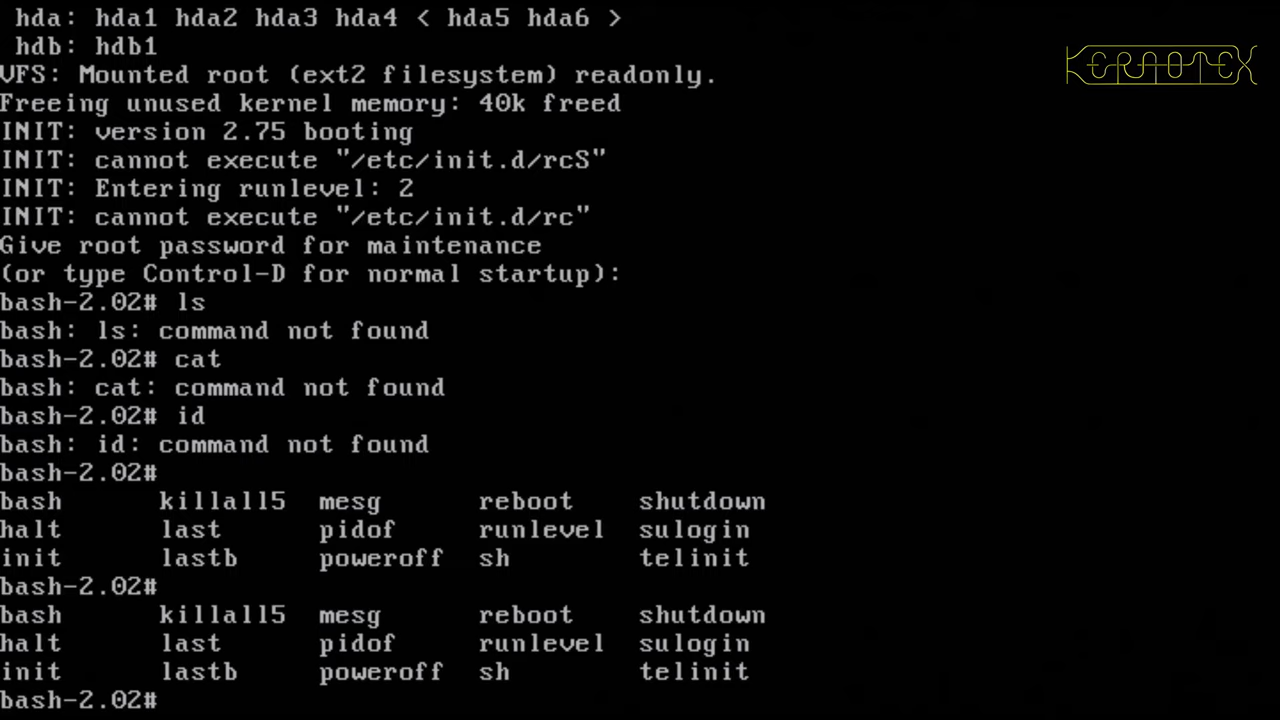 hda: hda1 hda2 hda3 hda4 < hda5 hda6 >
hdb: hdb1
VFS: Mounted root (ext2 filesystem) readonly.
Freeing unused kernel memory: 40k freed
INIT: version 2.75 booting
INIT: cannot execute "/etc/init.d/rcS"
INIT: Entering runlevel: 2
INIT: cannot execute "/etc/init.d/rc"
Give root password for maintenance
(or type Control-D for normal startup):
bash-2.02# ls
bash: ls: command not found
bash-2.02# cat
bash: cat: command not found
bash-2.02# id
bash: id: command not found
bash-2.02#
bash killall5 mesg reboot shutdown
halt last pidof runlevel sulogin
init lastb poweroff sh telinit
bash-2.02#
bash killall5 mesg reboot shutdown
halt last pidof runlevel sulogin
init lastb poweroff sh telinit
bash-2.02#